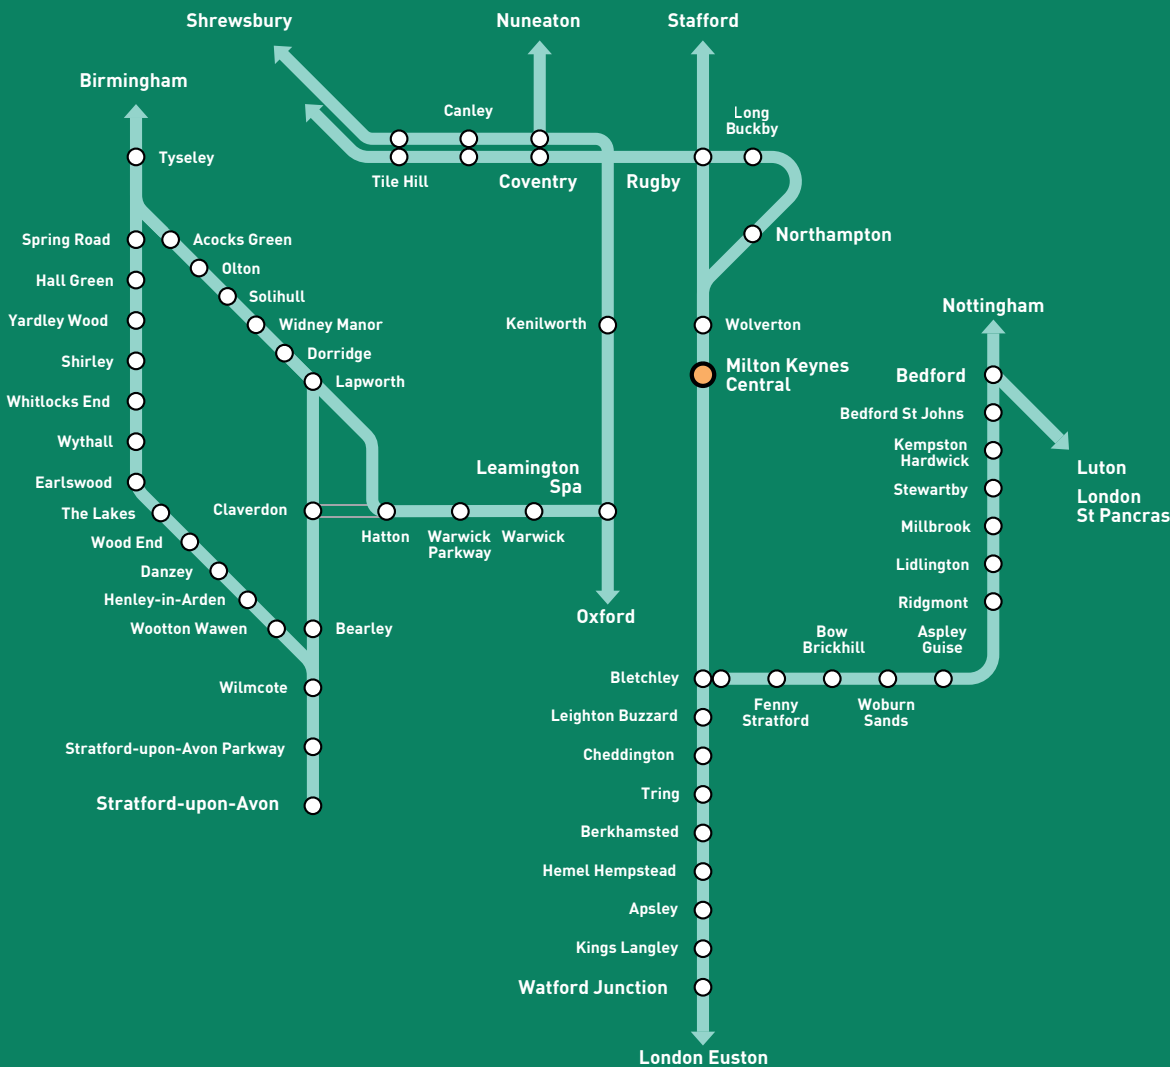 Shrewsbury
Nuneaton
Stafford
Birmingham
Canley
Long
Buckby
Tyseley
Tile Hill
Coventry
Rugby
Spring Road
Acocks Green
Northampton
Olton
Hall Green
Solihull
Nottingham
Yardley Wood
Widney Manor
Kenilworth
Wolverton
Dorridge
Shirley
Milton Keynes
Central
Bedford
Lapworth
Whitlocks End
Bedford St Johns
Wythall
Kempston
Hardwick
Leamington
Spa
Luton
Earlswood
Stewartby
London
St Pancras
Claverdon
The Lakes
Millbrook
Hatton
Warwick
Parkway
Warwick
Wood End
Lidlington
Danzey
Henley-in-Arden
Ridgmont
Oxford
Wootton Wawen
Bearley
Bow
Brickhill
Aspley
Guise
Bletchley
Wilmcote
Fenny
Stratford
Woburn
Sands
Leighton Buzzard
Stratford-upon-Avon Parkway
Cheddington
Tring
Stratford-upon-Avon
Berkhamsted
Hemel Hempstead
Apsley
Kings Langley
Watford Junction
London Euston